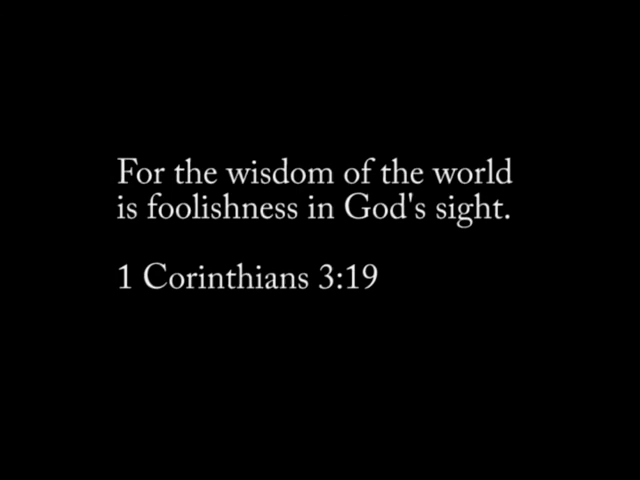 For the wisdom of the world
is foolishness in God's sight.
1 Corinthians 3:19